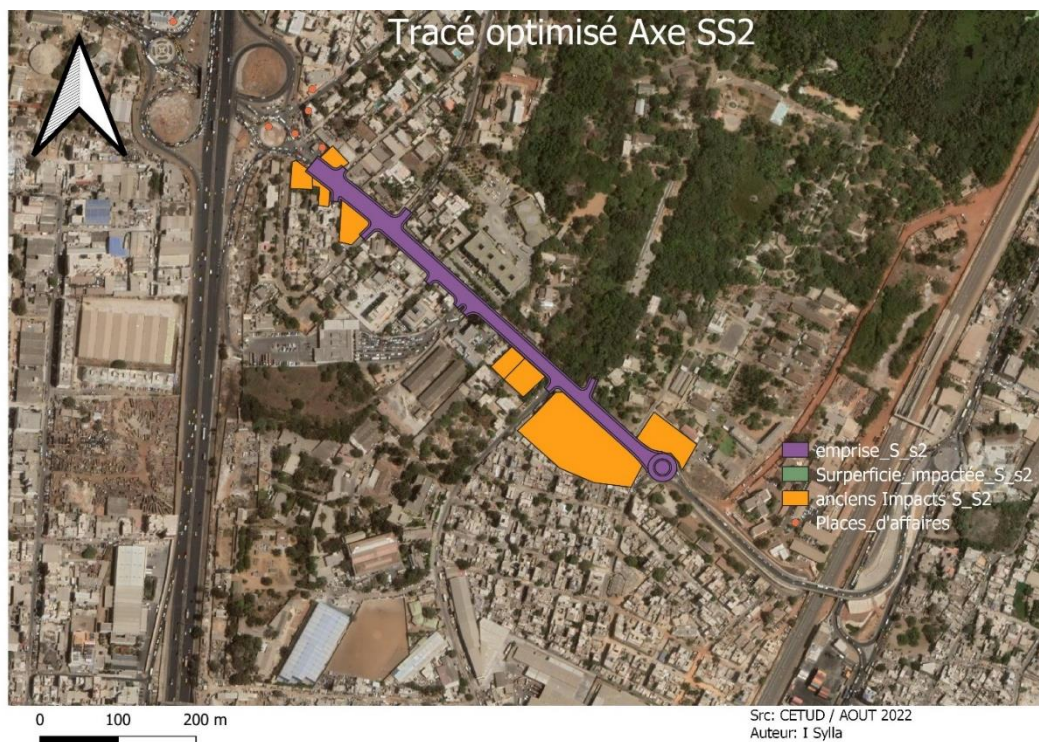 Tracé optimisé Axe SS2
emprise_S_s2
Surperficie_impactée_S_s2
anciens Impacts S_S2
Places_d'affaires
0 100 200 m
Src: CETUD / AOUT 2022
Auteur: I Sylla